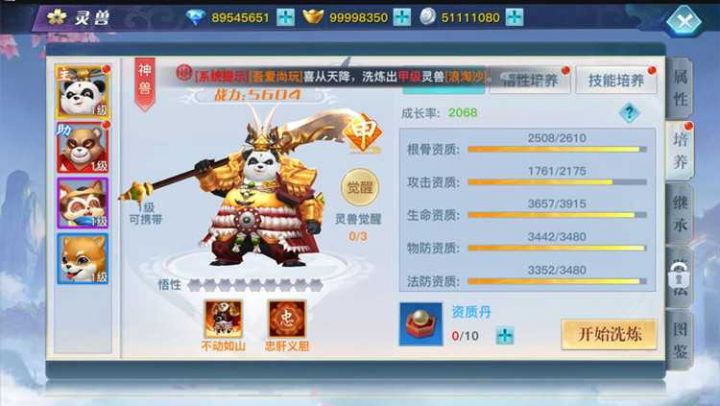 灵兽
89545651
99998350
51111080
[系统提示][吾爱尚玩]喜从天降，洗炼出甲级灵兽[浪淘沙]。
神兽
战力:5604
悟性培养
技能培养
属性
培养
继承
图鉴
主
1级
助
1级
1级
1级
甲
觉醒
灵兽觉醒
0/3
1级
可携带
悟性
不动如山
忠
忠肝义胆
成长率: 2068
?
根骨资质: 2508/2610
攻击资质: 1761/2175
生命资质: 3657/3915
物防资质: 3442/3480
法防资质: 3352/3480
资质丹
0/10
开始洗炼